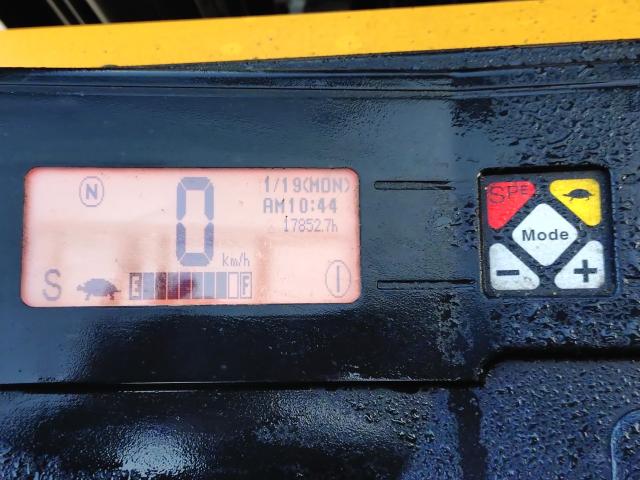 N
0
km/h
1/19(MON)
AM10:44
17852.7h
S
E
F
SPE
Mode
−
+